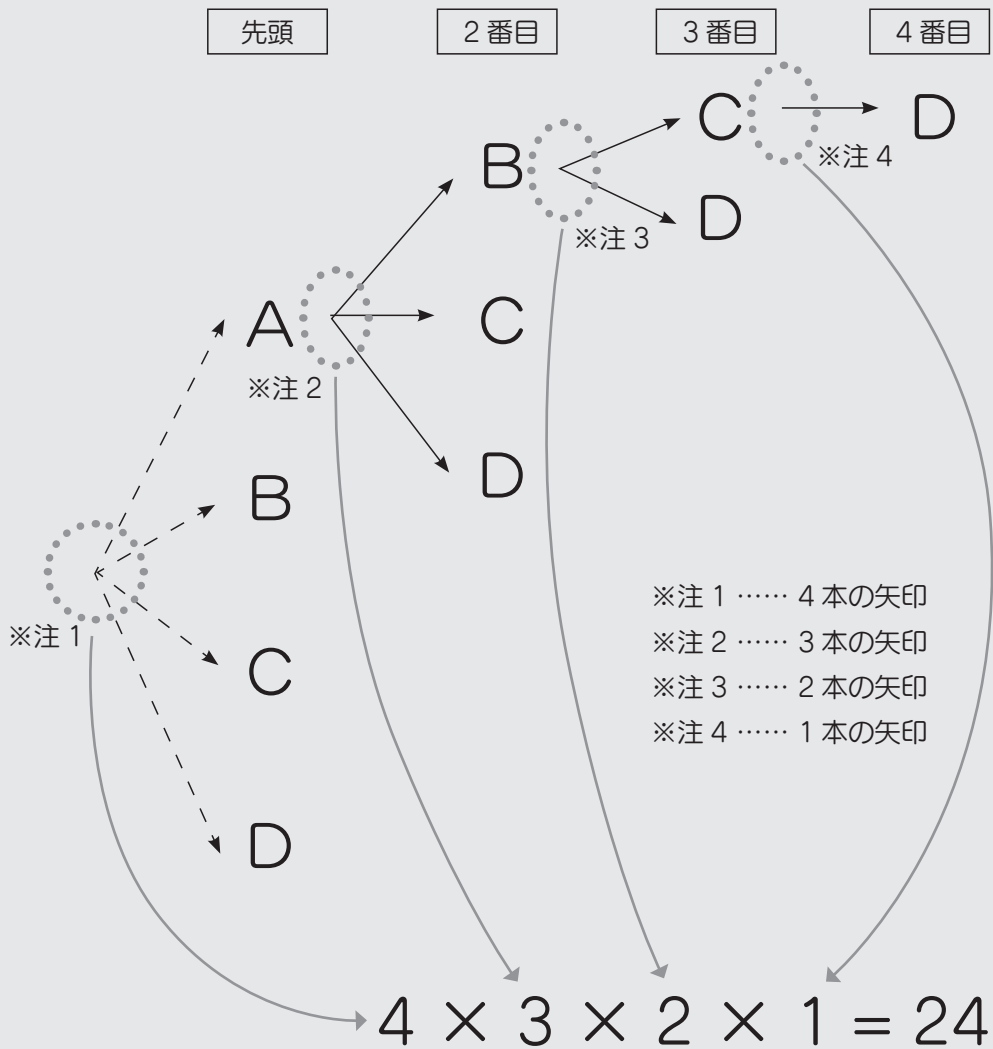 先頭 2番目 3番目 4番目
C D
※注4
B
D
※注3
A C
※注2
B D
※注1 …… 4本の矢印
※注1
※注2 …… 3本の矢印
C
※注3 …… 2本の矢印
※注4 …… 1本の矢印
D
4 × 3 × 2 × 1 = 24